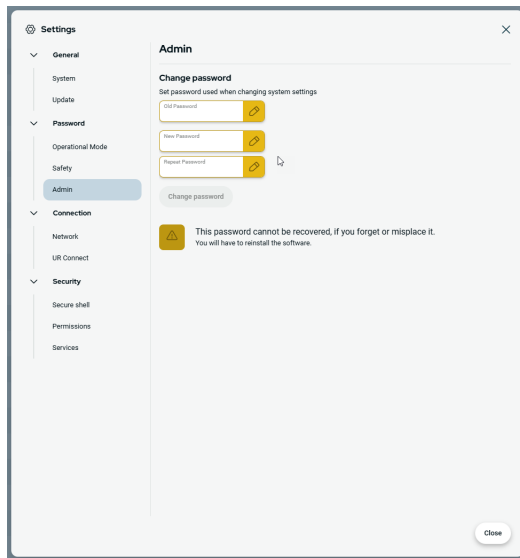 Settings
General
System
Update
Password
Operational Mode
Safety
Admin
Connection
Network
UR Connect
Security
Secure shell
Permissions
Services
Admin
Change password
Set password used when changing system settings
Old Password
New Password
Repeat Password
Change password
This password cannot be recovered, if you forget or misplace it.
You will have to reinstall the software.
Close